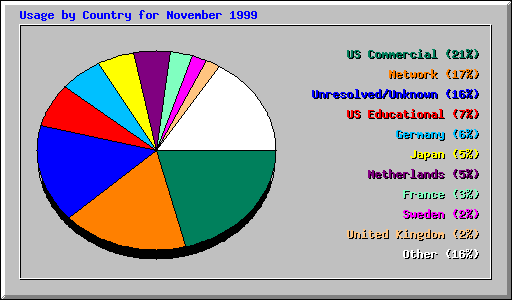 Usage by Country for November 1999
US Commercial (21%)
Network (17%)
Unresolved/Unknown (16%)
US Educational (7%)
Germany (6%)
Japan (5%)
Netherlands (5%)
France (3%)
Sweden (2%)
United Kingdom (2%)
Other (16%)